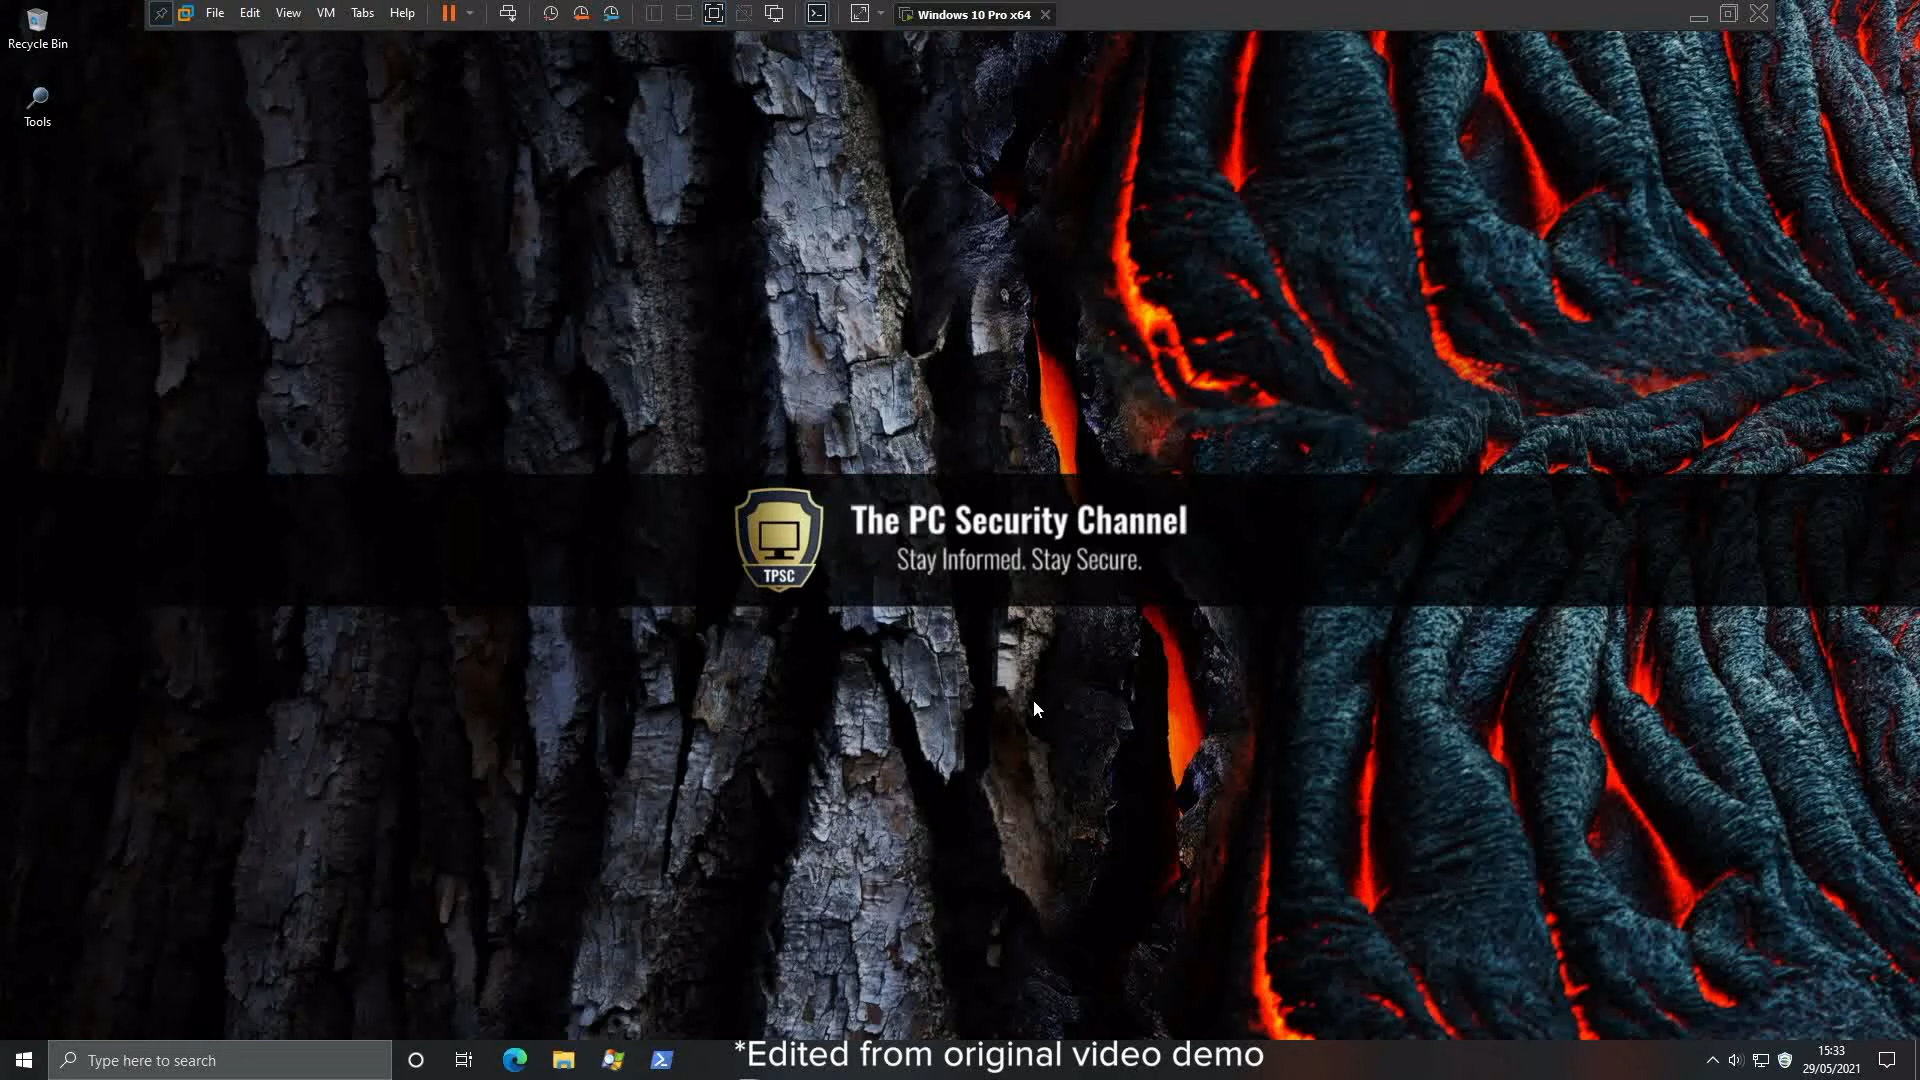 File Edit View VM Tabs Help
Windows 10 Pro x64
Recycle Bin
Tools
The PC Security Channel
Stay Informed. Stay Secure.
TPSC
Type here to search
*Edited from original video demo
15:33
29/05/2021